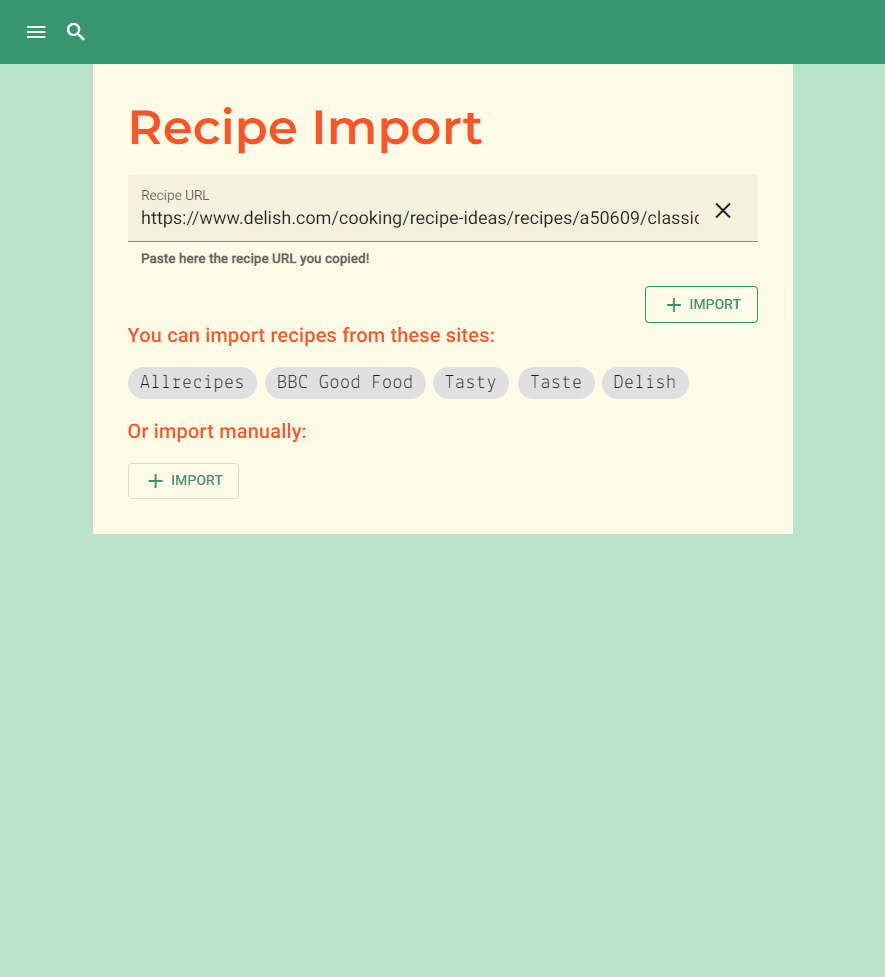 Recipe Import
Recipe URL
https://www.delish.com/cooking/recipe-ideas/recipes/a50609/classic
Paste here the recipe URL you copied!
IMPORT
You can import recipes from these sites:
Allrecipes BBC Good Food Tasty Taste Delish
Or import manually:
IMPORT